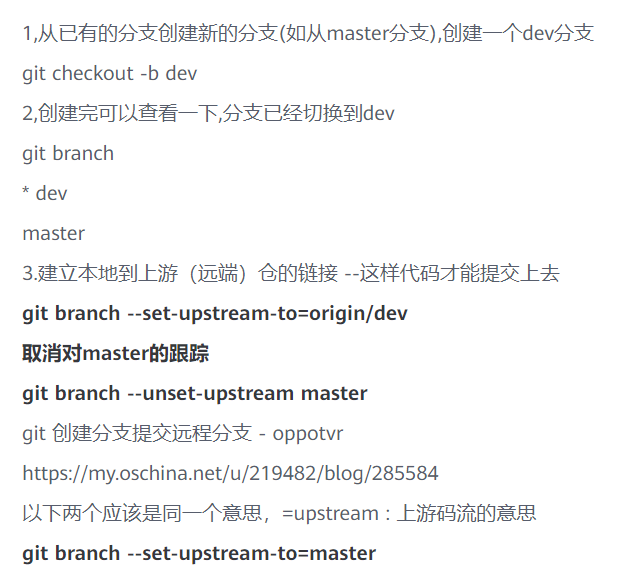 1,从已有的分支创建新的分支(如从master分支),创建一个dev分支
git checkout -b dev
2,创建完可以查看一下,分支已经切换到dev
git branch
* dev
master
3.建立本地到上游（远端）仓的链接 --这样代码才能提交上去
git branch --set-upstream-to=origin/dev
取消对master的跟踪
git branch --unset-upstream master
git 创建分支提交远程分支 - oppotvr
https://my.oschina.net/u/219482/blog/285584
以下两个应该是同一个意思，=upstream : 上游码流的意思
git branch --set-upstream-to=master